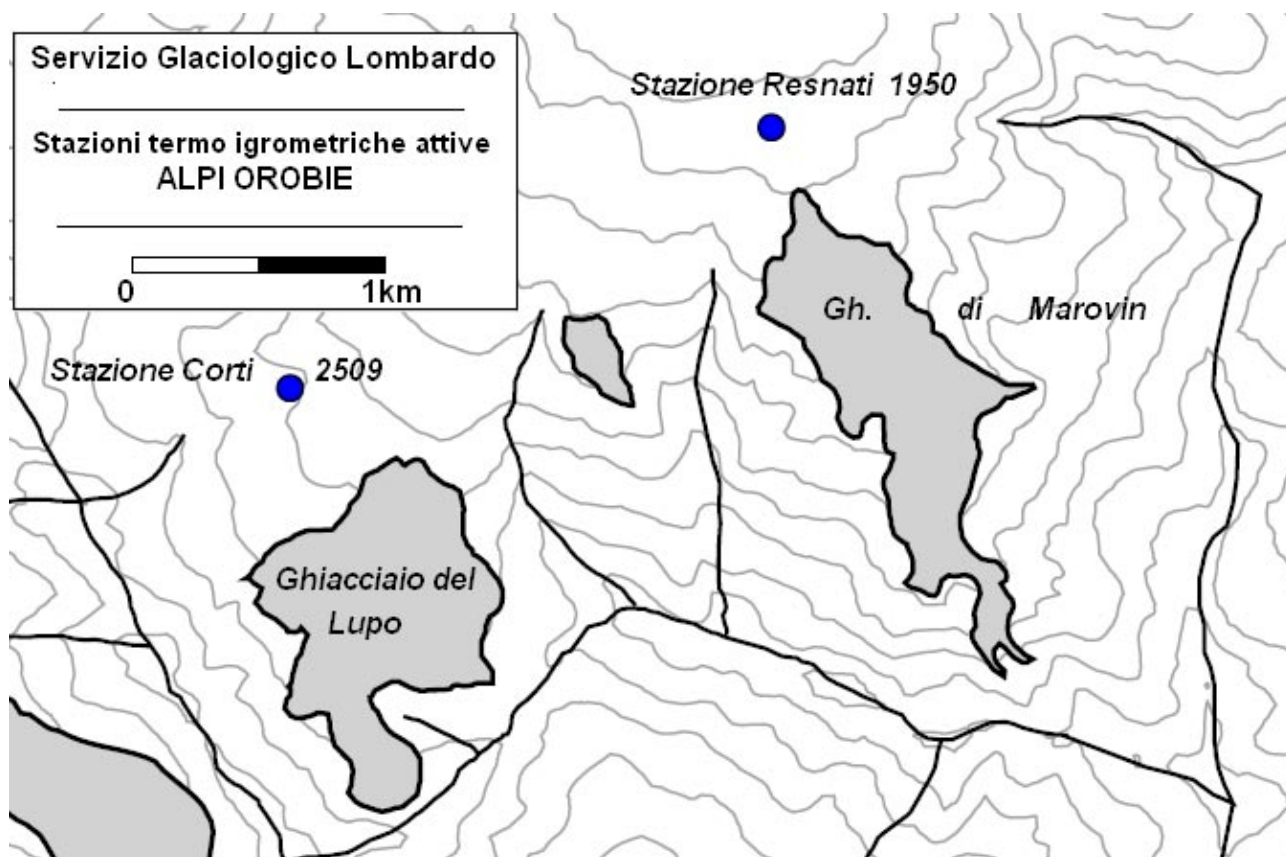 Servizio Glaciologico Lombardo
Stazioni termo igrometriche attive
ALPI OROBIE
0 1km
Stazione Resnati 1950
Gh. di Marovin
Stazione Corti 2509
Ghiacciaio del
Lupo